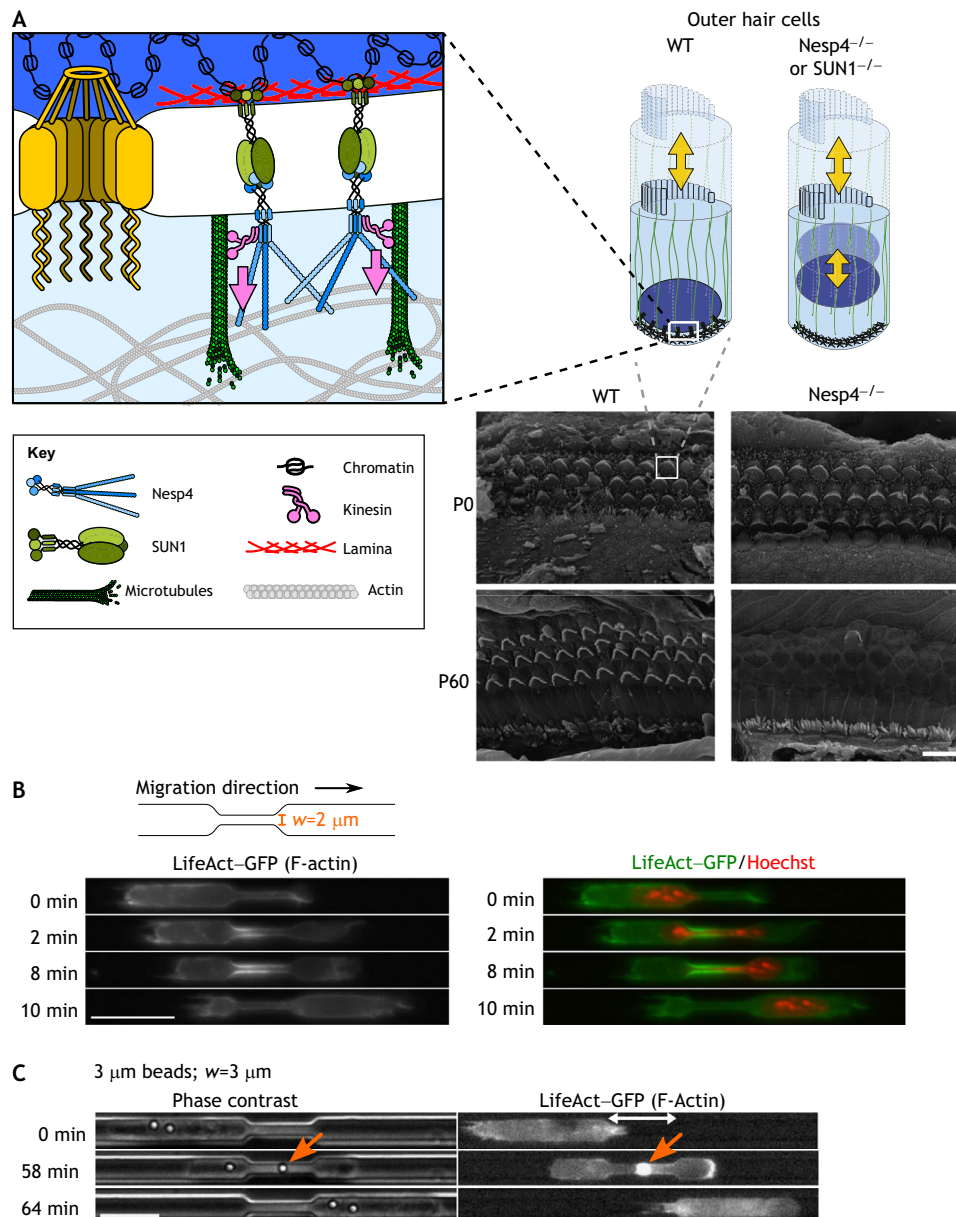 A
Outer hair cells
WT
Nesp4−/−
or SUN1−/−
Key
Nesp4
SUN1
Microtubules
Chromatin
Kinesin
Lamina
Actin
WT
Nesp4−/−
P0
P60
B
Migration direction
w=2 μm
LifeAct–GFP (F-actin)
0 min
2 min
8 min
10 min
LifeAct–GFP/Hoechst
0 min
2 min
8 min
10 min
C
3 μm beads; w=3 μm
Phase contrast
LifeAct–GFP (F-Actin)
0 min
58 min
64 min